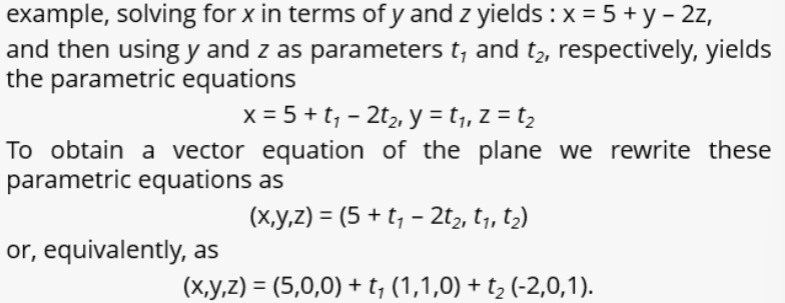 example, solving for x in terms of y and z yields : x = 5 + y – 2z,
and then using y and z as parameters t₁ and t₂, respectively, yields
the parametric equations
x = 5 + t₁ – 2t₂, y = t₁, z = t₂
To obtain a vector equation of the plane we rewrite these
parametric equations as
(x,y,z) = (5 + t₁ – 2t₂, t₁, t₂)
or, equivalently, as
(x,y,z) = (5,0,0) + t₁ (1,1,0) + t₂ (-2,0,1).